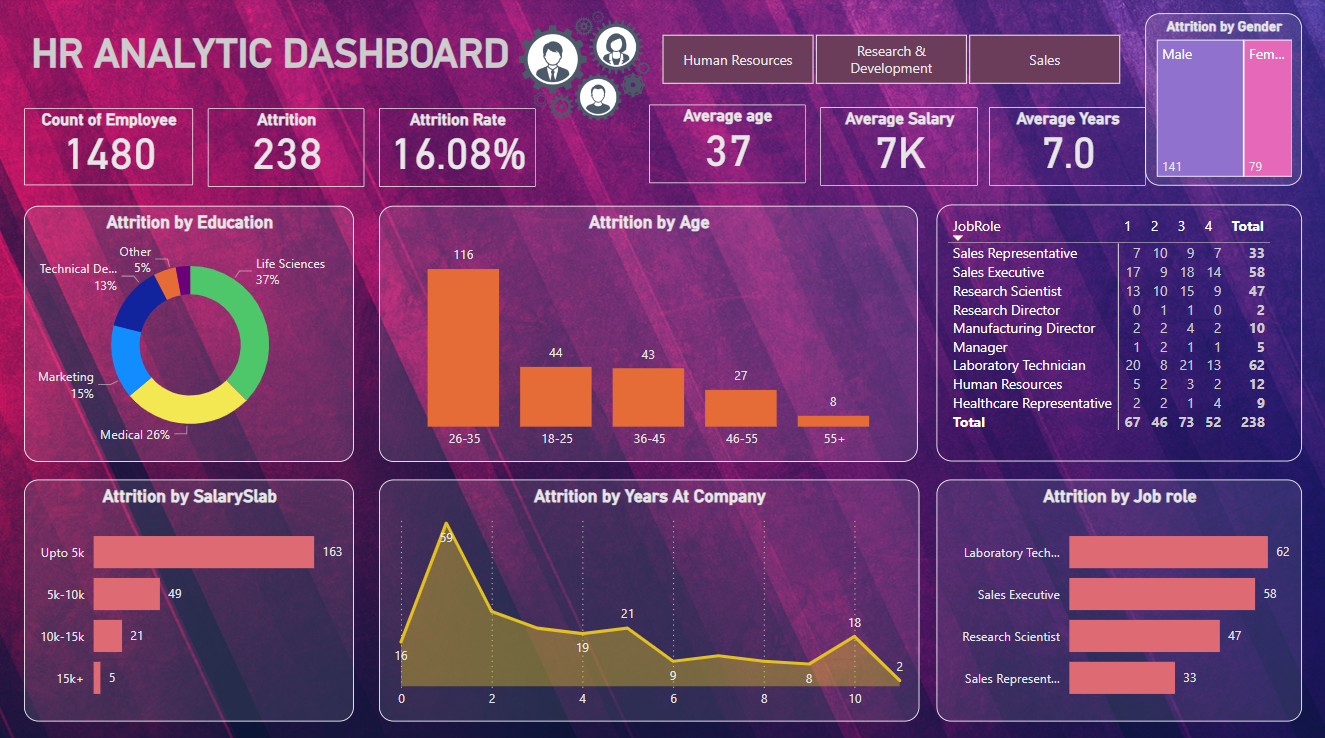 HR ANALYTIC DASHBOARD
Human Resources
Research &
Development
Sales
Attrition by Gender
Male
Fem...
141
79
Count of Employee
1480
Attrition
238
Attrition Rate
16.08%
Average age
37
Average Salary
7K
Average Years
7.0
Attrition by Education
Other
5%
Life Sciences
37%
Technical De...
13%
Marketing
15%
Medical 26%
Attrition by Age
116
44
43
27
8
26-35 18-25 36-45 46-55 55+
JobRole 1 2 3 4 Total
Sales Representative 7 10 9 7 33
Sales Executive 17 9 18 14 58
Research Scientist 13 10 15 9 47
Research Director 0 1 1 0 2
Manufacturing Director 2 2 4 2 10
Manager 1 2 1 1 5
Laboratory Technician 20 8 21 13 62
Human Resources 5 2 3 2 12
Healthcare Representative 2 2 1 4 9
Total 67 46 73 52 238
Attrition by SalarySlab
Upto 5k 163
5k-10k 49
10k-15k 21
15k+ 5
Attrition by Years At Company
59
16
19
21
9
8
18
2
0 2 4 6 8 10
Attrition by Job role
Laboratory Tech... 62
Sales Executive 58
Research Scientist 47
Sales Represent... 33